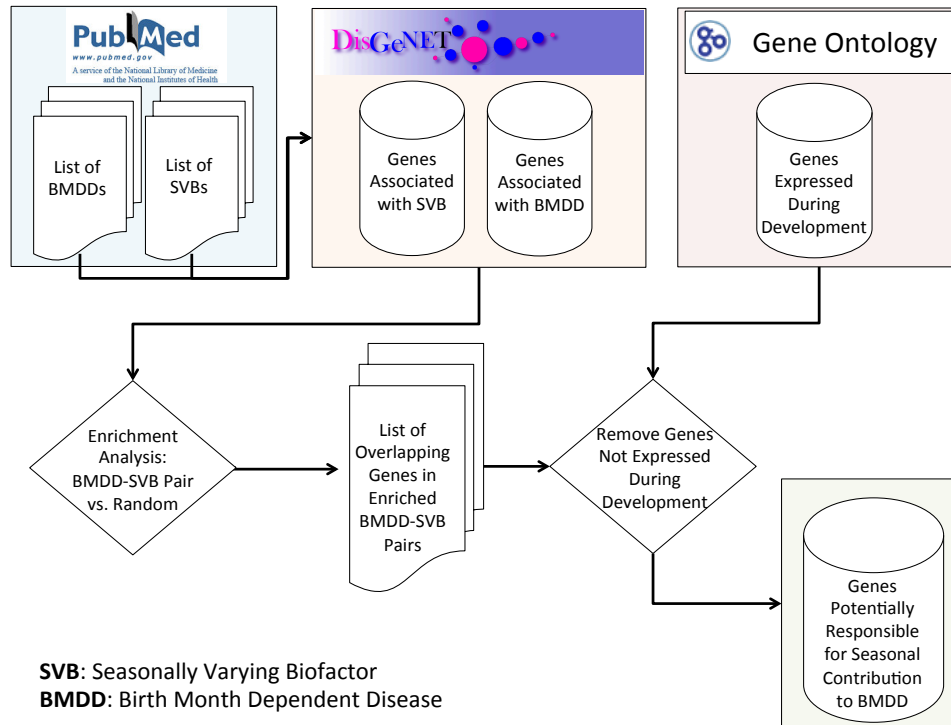 PubMed
www.pubmed.gov
A service of the National Library of Medicine
and the National Institutes of Health
List of
BMDDs
List of
SVBs
DisGeNET
Genes
Associated
with SVB
Genes
Associated
with BMDD
go
Gene Ontology
Genes
Expressed
During
Development
Enrichment
Analysis:
BMDD-SVB Pair
vs. Random
List of
Overlapping
Genes in
Enriched
BMDD-SVB
Pairs
Remove Genes
Not Expressed
During
Development
Genes
Potentially
Responsible
for Seasonal
Contribution
to BMDD
SVB: Seasonally Varying Biofactor
BMDD: Birth Month Dependent Disease